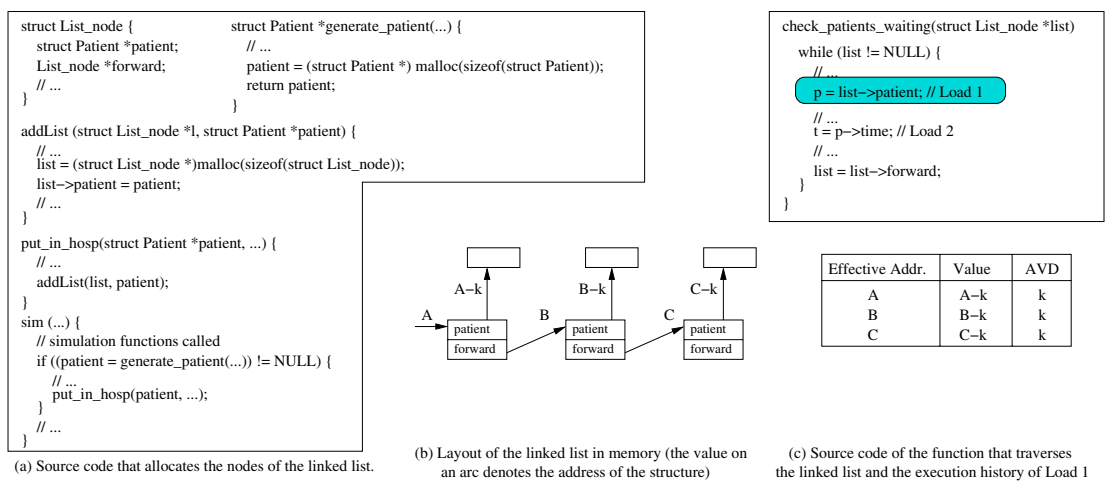 struct List_node {
struct Patient *patient;
List_node *forward;
// ...
}
struct Patient *generate_patient(...) {
// ...
patient = (struct Patient *) malloc(sizeof(struct Patient));
return patient;
}
addList (struct List_node *l, struct Patient *patient) {
// ...
list = (struct List_node *)malloc(sizeof(struct List_node));
list−>patient = patient;
// ...
}
put_in_hosp(struct Patient *patient, ...) {
// ...
addList(list, patient);
}
sim (...) {
// simulation functions called
if ((patient = generate_patient(...)) != NULL) {
// ...
put_in_hosp(patient, ...);
}
// ...
}
(a) Source code that allocates the nodes of the linked list.
A−k
B−k
C−k
A
B
C
patient
patient
patient
forward
forward
forward
(b) Layout of the linked list in memory (the value on
an arc denotes the address of the structure)
check_patients_waiting(struct List_node *list)
while (list != NULL) {
// ...
p = list−>patient; // Load 1
// ...
t = p−>time; // Load 2
// ...
list = list−>forward;
}
}
Effective Addr. Value AVD
A A−k k
B B−k k
C C−k k
(c) Source code of the function that traverses
the linked list and the execution history of Load 1